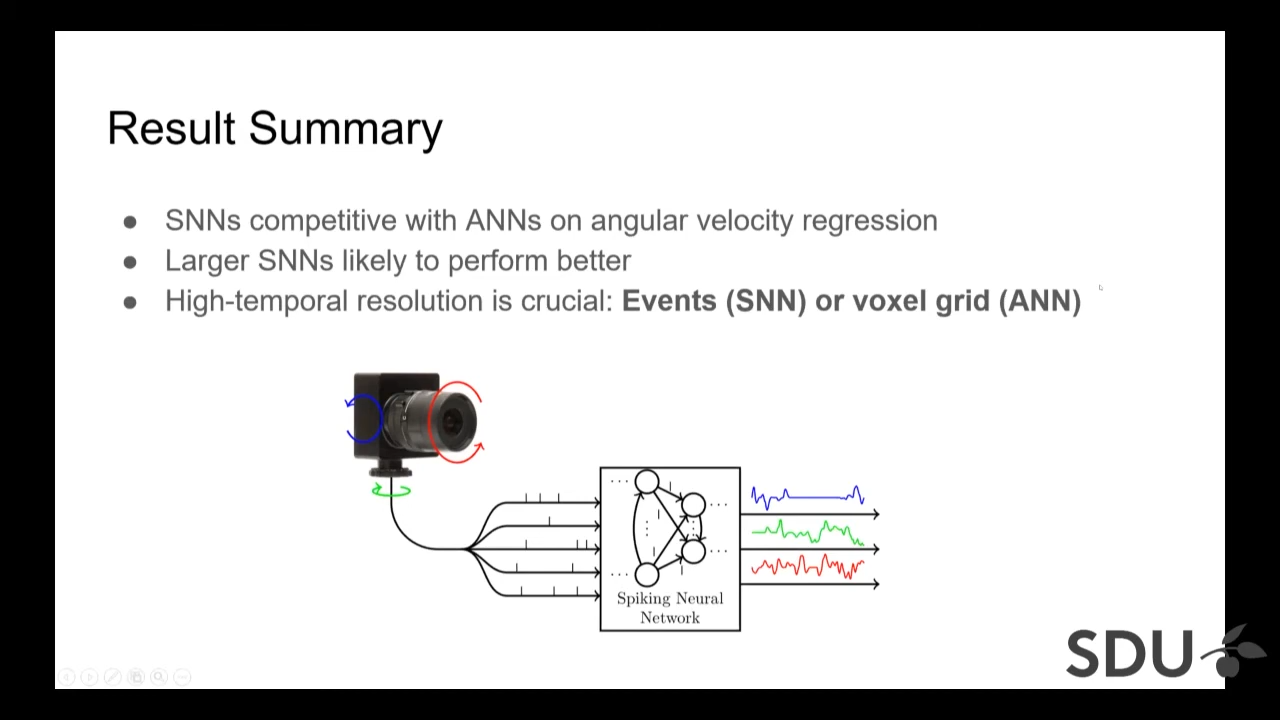 Result Summary
● SNNs competitive with ANNs on angular velocity regression
● Larger SNNs likely to perform better
● High-temporal resolution is crucial: Events (SNN) or voxel grid (ANN)
Spiking Neural
Network
SDU